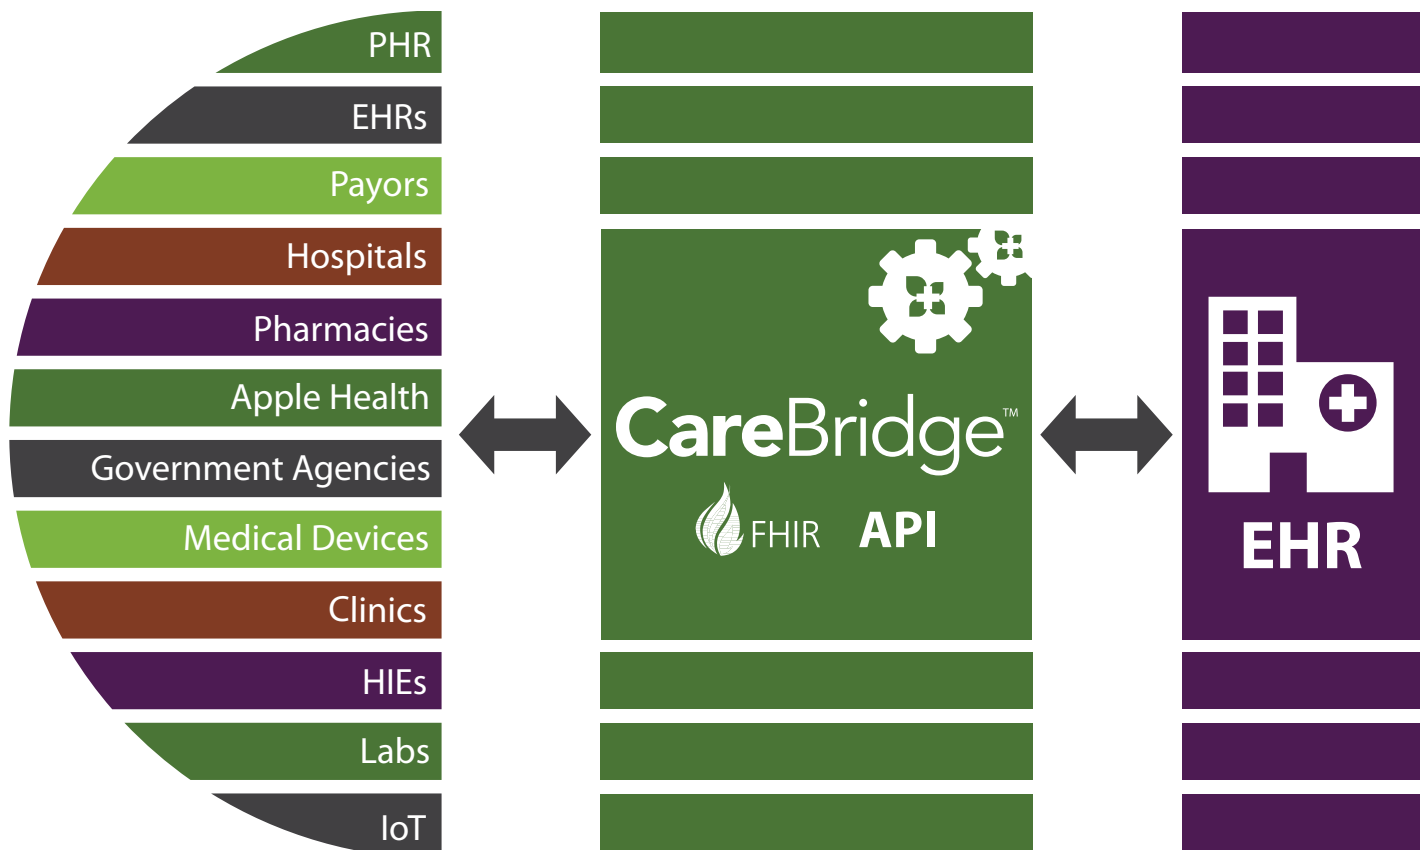 PHR
EHRs
Payors
Hospitals
Pharmacies
Apple Health
Government Agencies
Medical Devices
Clinics
HIEs
Labs
IoT
CareBridge™
FHIR API
EHR